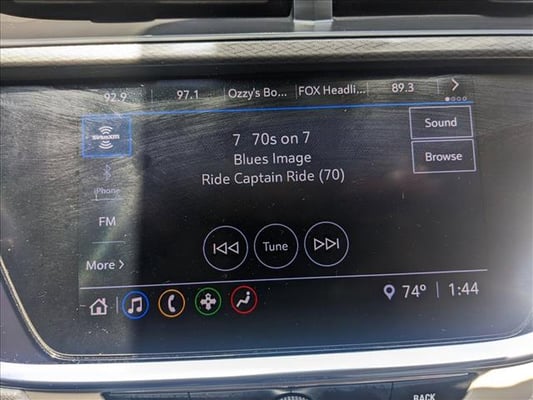 92.9 97.1 Ozzy's Bo... FOX Headli... 89.3
siriusxm
7 70s on 7
Sound
Blues Image
Browse
iPhone
Ride Captain Ride (70)
FM
Tune
More >
74° 1:44
BACK